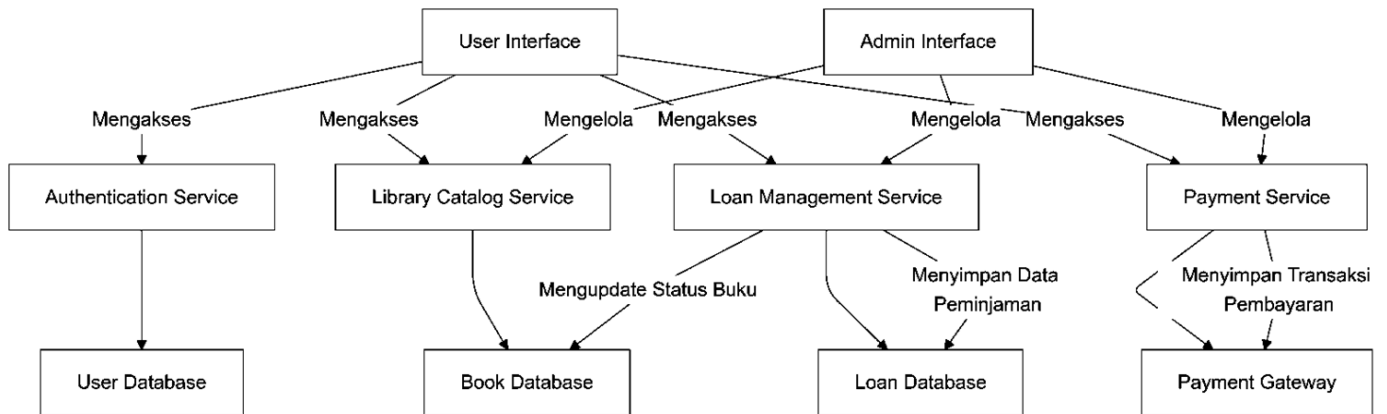 User Interface
Admin Interface
Mengakses
Mengakses
Mengelola
Mengakses
Mengelola
Mengakses
Mengelola
Authentication Service
Library Catalog Service
Loan Management Service
Payment Service
Mengupdate Status Buku
Menyimpan Data
Peminjaman
Menyimpan Transaksi
Pembayaran
User Database
Book Database
Loan Database
Payment Gateway